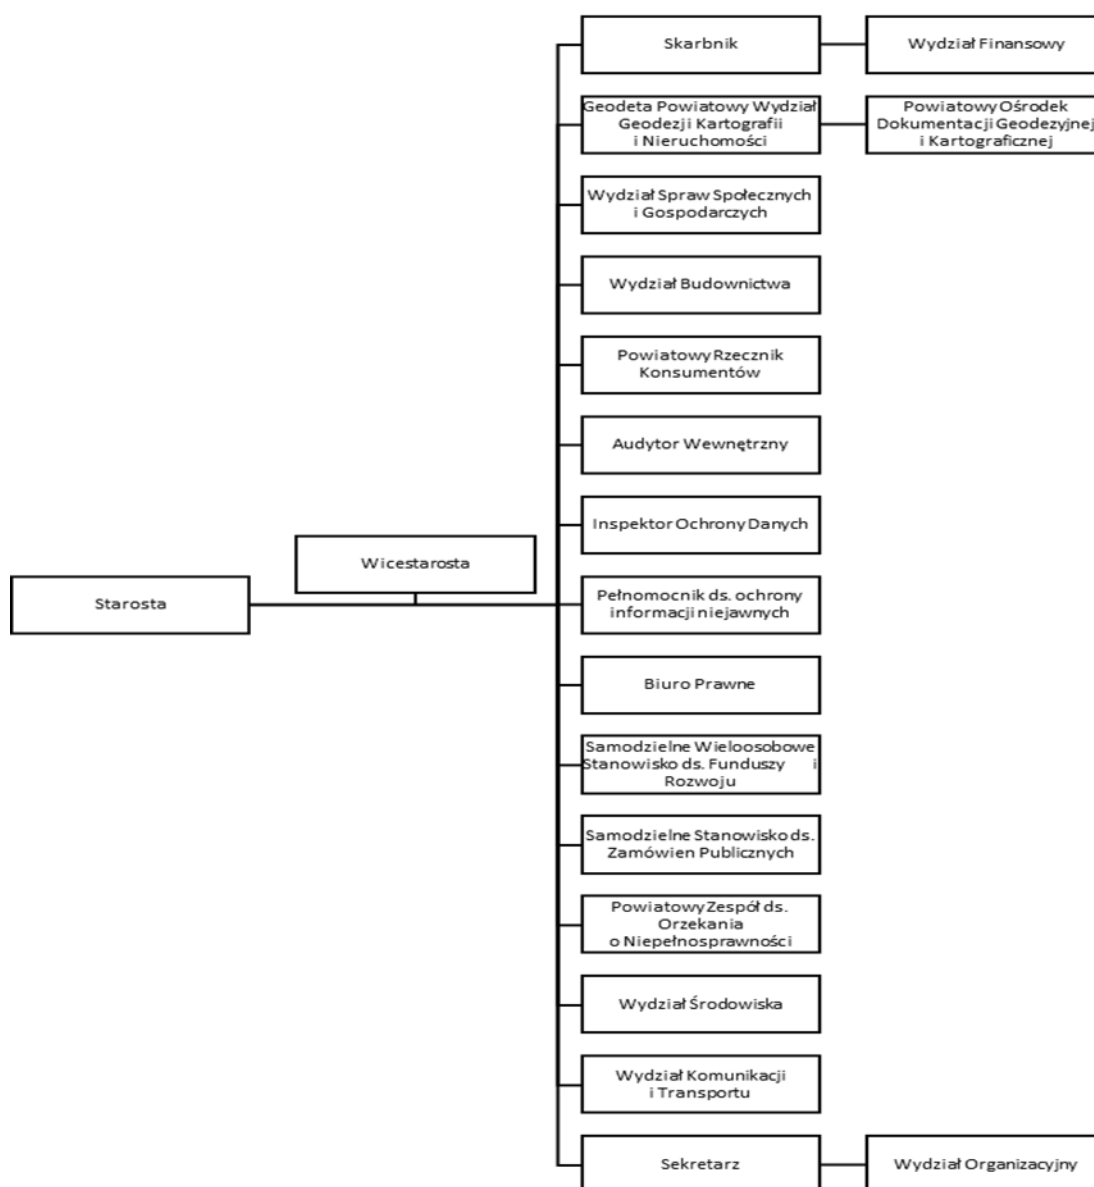 Skarbnik
Wydział Finansowy
Geodeta Powiatowy Wydział
Geodezji Kartografii
i Nieruchomości
Powiatowy Ośrodek
Dokumentacji Geodezyjnej
i Kartograficznej
Wydział Spraw Społecznych
i Gospodarczych
Wydział Budownictwa
Powiatowy Rzecznik
Konsumentów
Audytor Wewnętrzny
Inspektor Ochrony Danych
Wicestarosta
Starosta
Pełnomocnik ds. ochrony
informacji niejawnych
Biuro Prawne
Samodzielne Wieloosobowe
Stanowisko ds. Funduszy i
Rozwoju
Samodzielne Stanowisko ds.
Zamówien Publicznych
Powiatowy Zespół ds.
Orzekania
o Niepełnosprawności
Wydział Środowiska
Wydział Komunikacji
i Transportu
Sekretarz
Wydział Organizacyjny